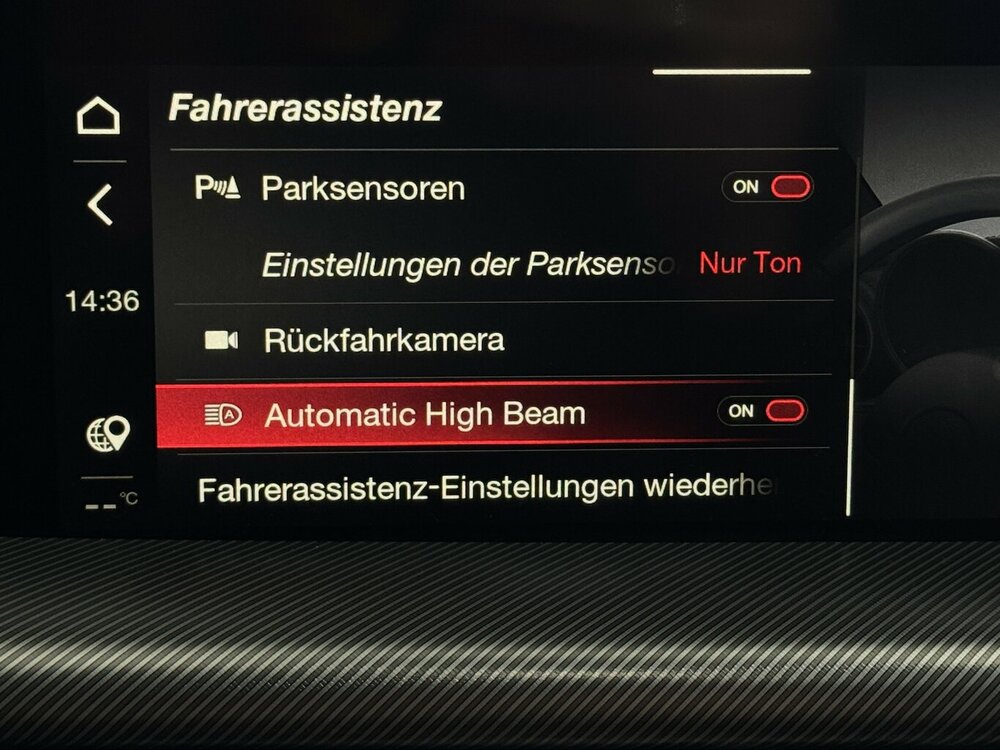 Fahrerassistenz
P Parksensoren ON
Einstellungen der Parksenso Nur Ton
14:36
Rückfahrkamera
A Automatic High Beam ON
Fahrerassistenz-Einstellungen wiederhe
--°C